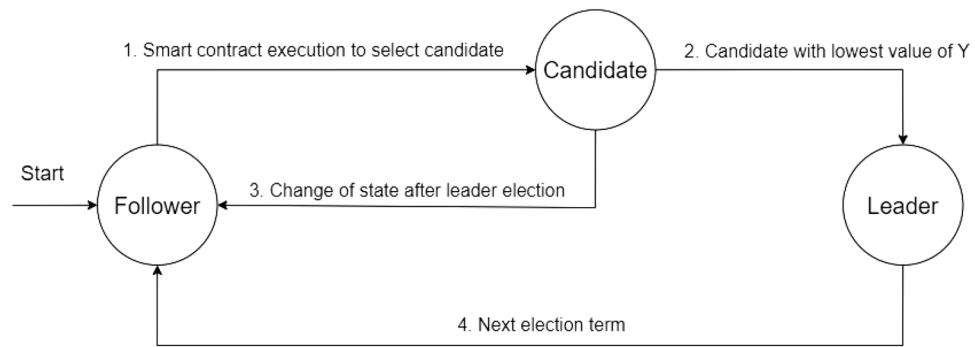 1. Smart contract execution to select candidate
2. Candidate with lowest value of Y
Candidate
Start
3. Change of state after leader election
Follower
Leader
4. Next election term